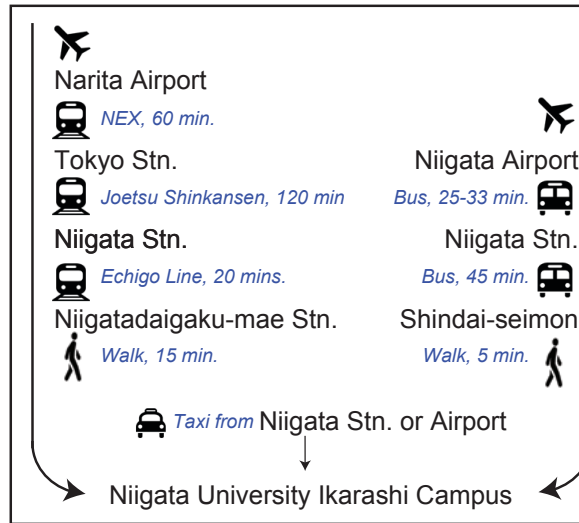 Narita Airport
NEX, 60 min.
Tokyo Stn.
Joetsu Shinkansen, 120 min
Niigata Stn.
Echigo Line, 20 mins.
Niigatadaigaku-mae Stn.
Walk, 15 min.
Niigata Airport
Bus, 25-33 min.
Niigata Stn.
Bus, 45 min.
Shindai-seimon
Walk, 5 min.
Taxi from Niigata Stn. or Airport
Niigata University Ikarashi Campus